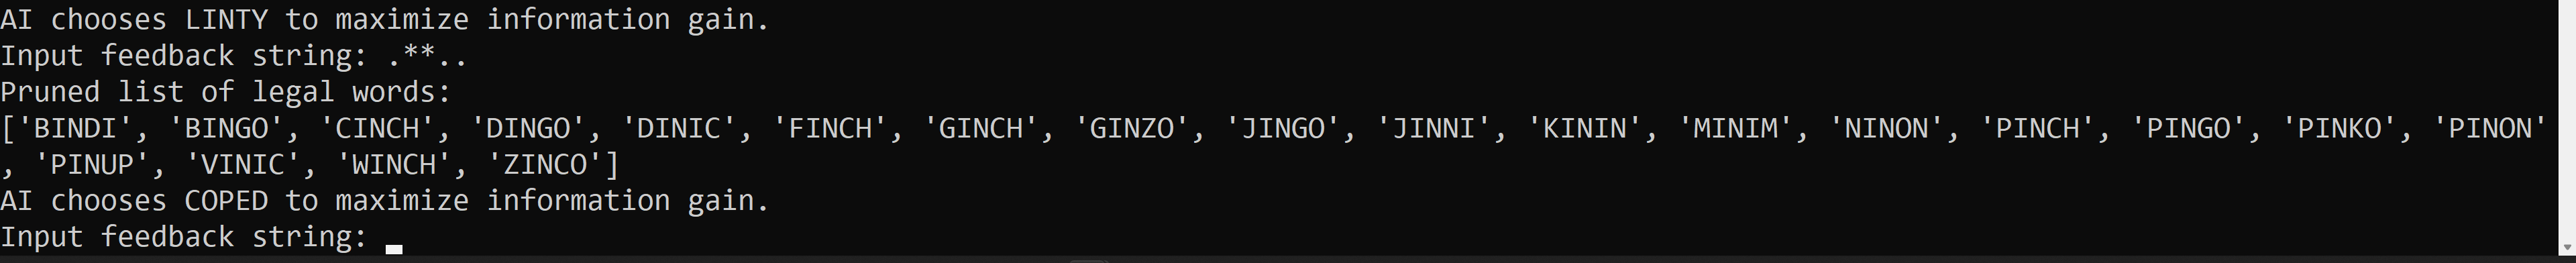 AI chooses LINTY to maximize information gain.
Input feedback string: .**..
Pruned list of legal words:
['BINDI', 'BINGO', 'CINCH', 'DINGO', 'DINIC', 'FINCH', 'GINCH', 'GINZO', 'JINGO', 'JINNI', 'KININ', 'MINIM', 'NINON', 'PINCH', 'PINGO', 'PINKO', 'PINON'
, 'PINUP', 'VINIC', 'WINCH', 'ZINCO']
AI chooses COPED to maximize information gain.
Input feedback string: